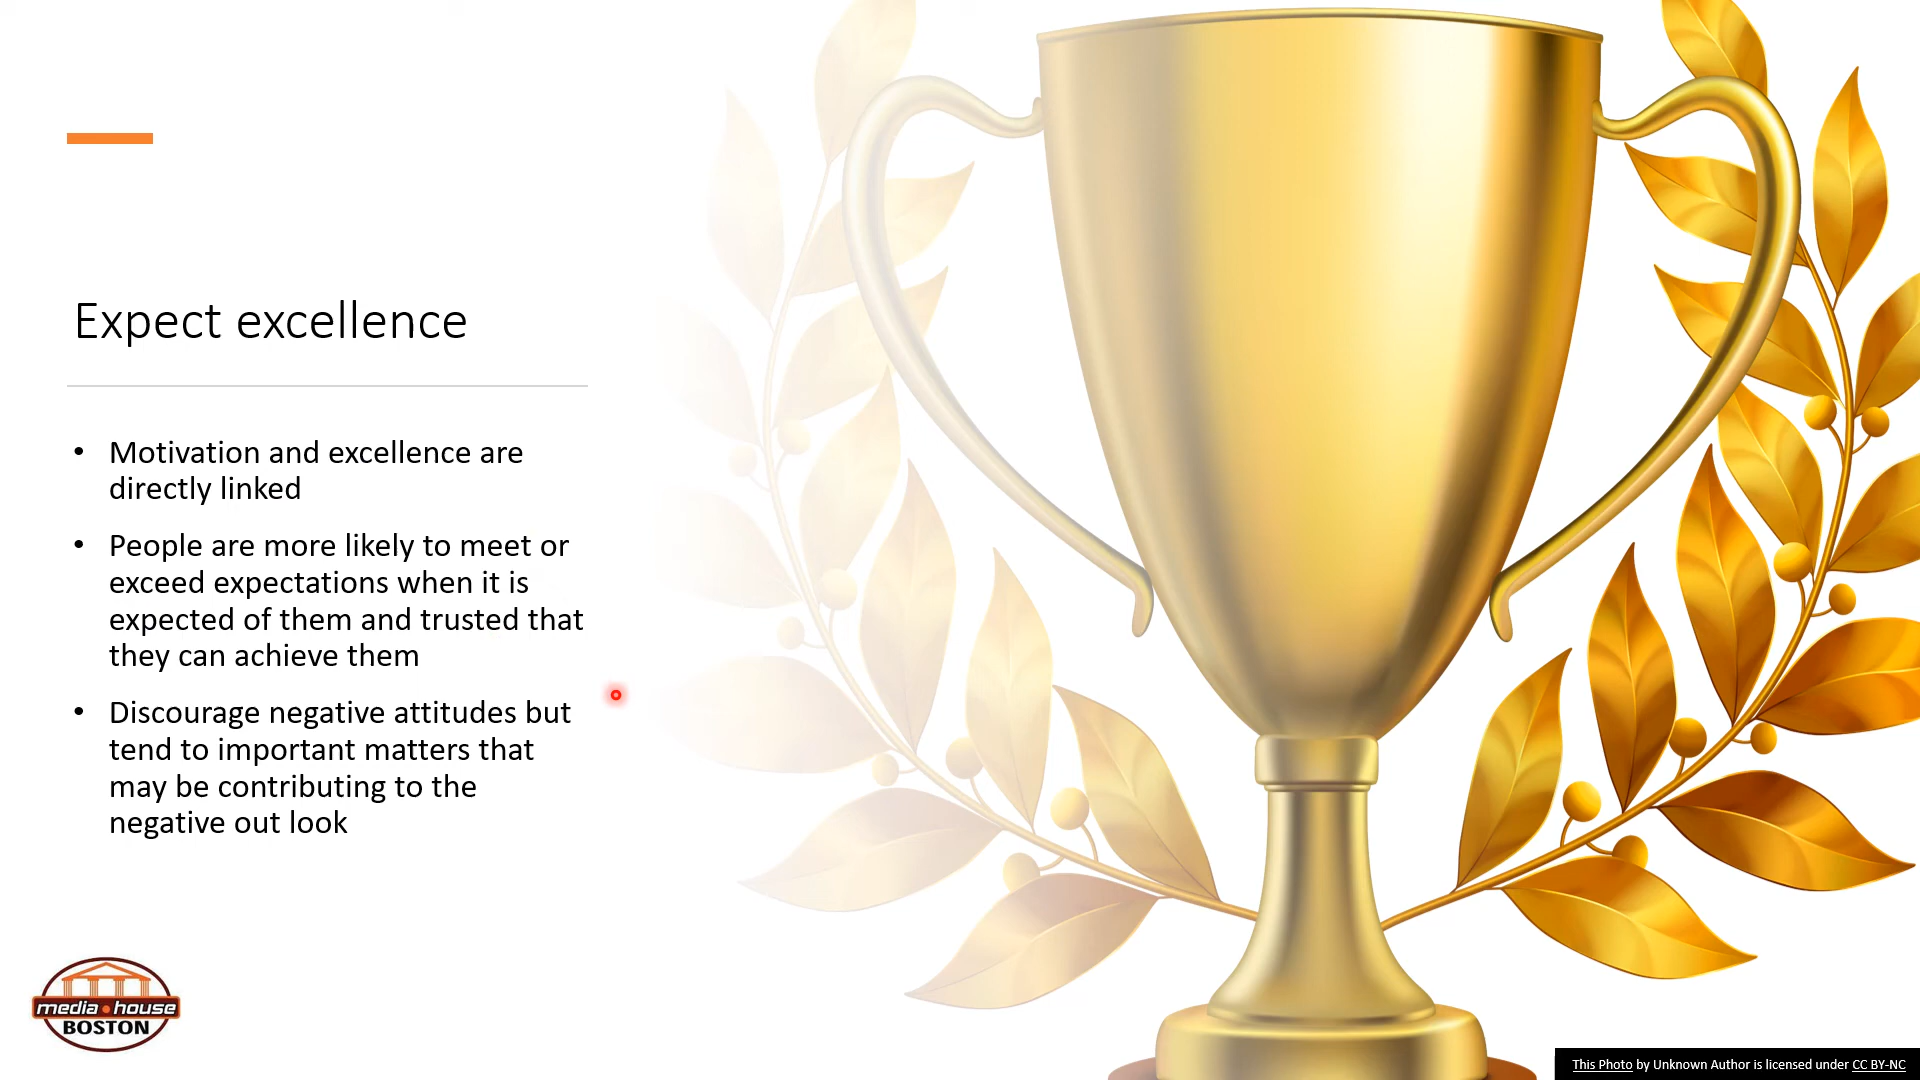 Expect excellence
• Motivation and excellence are
directly linked
• People are more likely to meet or
exceed expectations when it is
expected of them and trusted that
they can achieve them
• Discourage negative attitudes but
tend to important matters that
may be contributing to the
negative out look
media•house
BOSTON
This Photo by Unknown Author is licensed under CC BY-NC